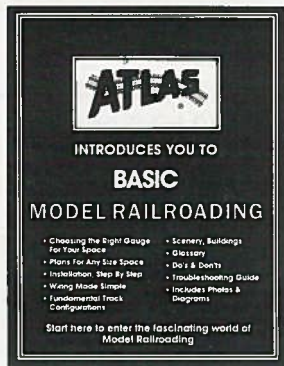 ATLAS
®
INTRODUCES YOU TO
BASIC
MODEL RAILROADING
• Choosing the Right Gauge
For Your Space
• Plans For Any Size Space
• Installation, Step By Step
• Wiring Made Simple
• Fundamental Track
Configurations
• Scenery, Buildings
• Glossary
• Do's & Don'ts
• Troubleshooting Guide
• Includes Photos &
Diagrams
Start here to enter the fascinating world of
Model Railroading